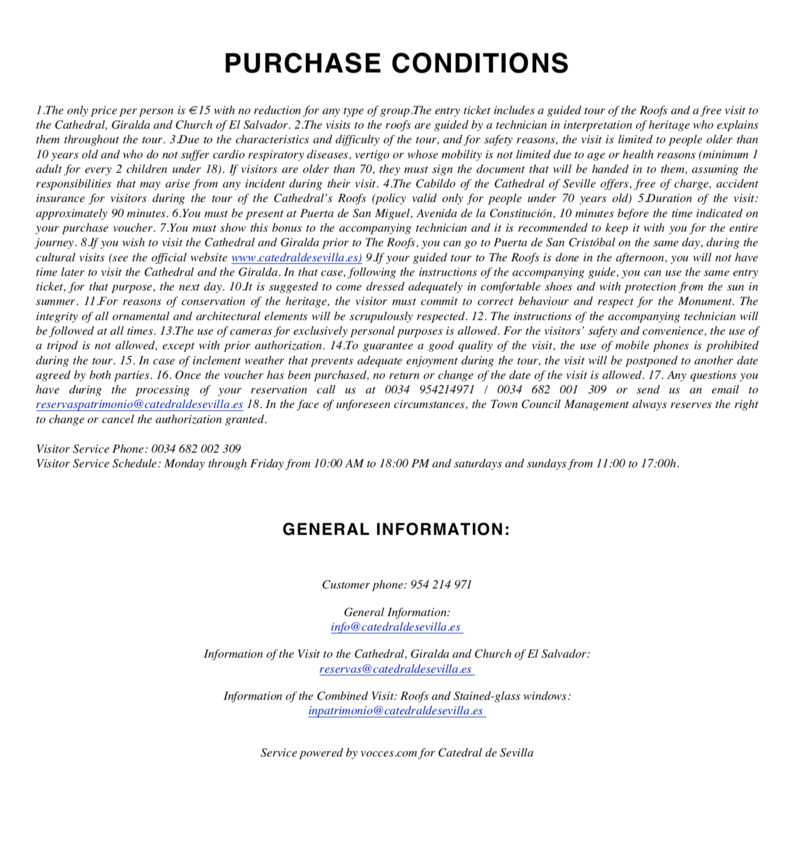 PURCHASE CONDITIONS
1.The only price per person is €15 with no reduction for any type of group.The entry ticket includes a guided tour of the Roofs and a free visit to
the Cathedral, Giralda and Church of El Salvador. 2.The visits to the roofs are guided by a technician in interpretation of heritage who explains
them throughout the tour. 3.Due to the characteristics and difficulty of the tour, and for safety reasons, the visit is limited to people older than
10 years old and who do not suffer cardio respiratory diseases, vertigo or whose mobility is not limited due to age or health reasons (minimum 1
adult for every 2 children under 18). If visitors are older than 70, they must sign the document that will be handed in to them, assuming the
responsibilities that may arise from any incident during their visit. 4.The Cabildo of the Cathedral of Seville offers, free of charge, accident
insurance for visitors during the tour of the Cathedral's Roofs (policy valid only for people under 70 years old) 5.Duration of the visit:
approximately 90 minutes. 6.You must be present at Puerta de San Miguel, Avenida de la Constitución, 10 minutes before the time indicated on
your purchase voucher. 7.You must show this bonus to the accompanying technician and it is recommended to keep it with you for the entire
journey. 8.If you wish to visit the Cathedral and Giralda prior to The Roofs, you can go to Puerta de San Cristóbal on the same day, during the
cultural visits (see the official website www.catedraldesevilla.es) 9.If your guided tour to The Roofs is done in the afternoon, you will not have
time later to visit the Cathedral and the Giralda. In that case, following the instructions of the accompanying guide, you can use the same entry
ticket, for that purpose, the next day. 10.It is suggested to come dressed adequately in comfortable shoes and with protection from the sun in
summer. 11.For reasons of conservation of the heritage, the visitor must commit to correct behaviour and respect for the Monument. The
integrity of all ornamental and architectural elements will be scrupulously respected. 12. The instructions of the accompanying technician will
be followed at all times. 13.The use of cameras for exclusively personal purposes is allowed. For the visitors' safety and convenience, the use of
a tripod is not allowed, except with prior authorization. 14.To guarantee a good quality of the visit, the use of mobile phones is prohibited
during the tour. 15. In case of inclement weather that prevents adequate enjoyment during the tour, the visit will be postponed to another date
agreed by both parties. 16. Once the voucher has been purchased, no return or change of the date of the visit is allowed. 17. Any questions you
have during the processing of your reservation call us at 0034 954214971 / 0034 682 001 309 or send us an email to
reservaspatrimonio@catedraldesevilla.es 18. In the face of unforeseen circumstances, the Town Council Management always reserves the right
to change or cancel the authorization granted.
Visitor Service Phone: 0034 682 002 309
Visitor Service Schedule: Monday through Friday from 10:00 AM to 18:00 PM and saturdays and sundays from 11:00 to 17:00h.
GENERAL INFORMATION:
Customer phone: 954 214 971
General Information:
info@catedraldesevilla.es
Information of the Visit to the Cathedral, Giralda and Church of El Salvador:
reservas@catedraldesevilla.es
Information of the Combined Visit: Roofs and Stained-glass windows:
inpatrimonio@catedraldesevilla.es
Service powered by vocces.com for Catedral de Sevilla